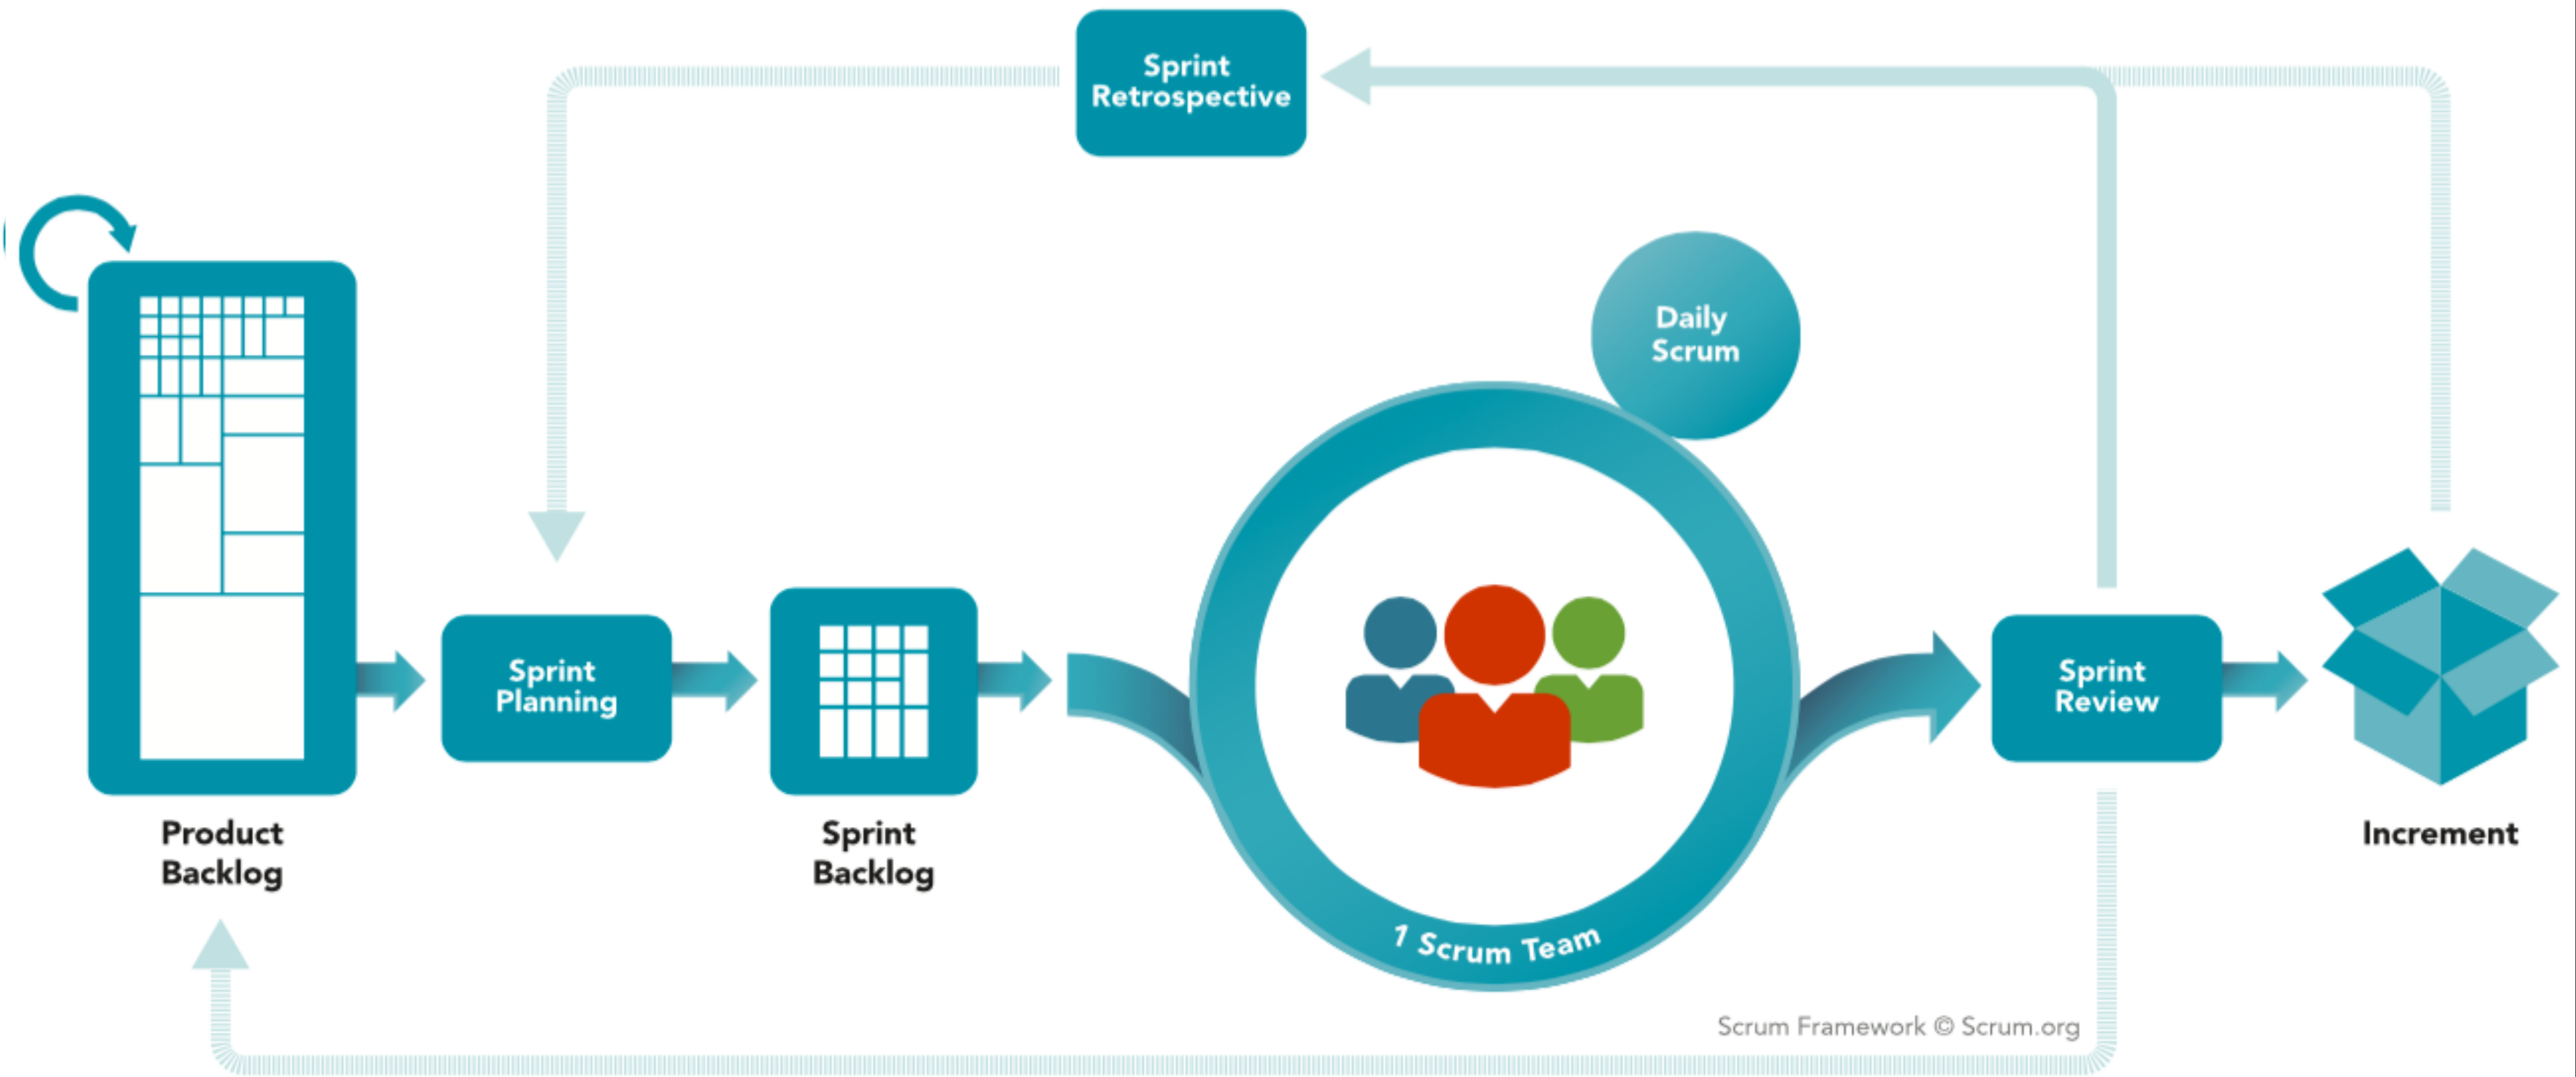 Sprint
Retrospective
Daily
Scrum
Sprint
Planning
Sprint
Review
Product
Backlog
Sprint
Backlog
Increment
1 Scrum Team
Scrum Framework © Scrum.org